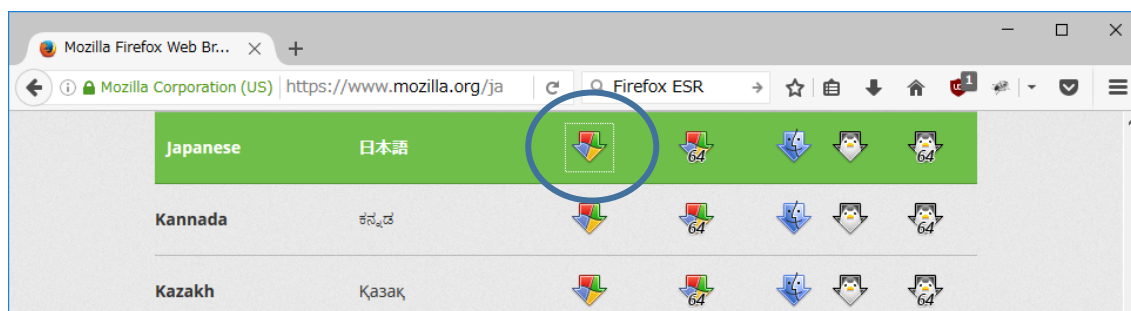 Mozilla Firefox Web Br...
Mozilla Corporation (US) https://www.mozilla.org/ja Firefox ESR 1
Japanese 日本語 64 64
Kannada ಕನ್ನಡ 64 64
Kazakh Қазақ 64 64